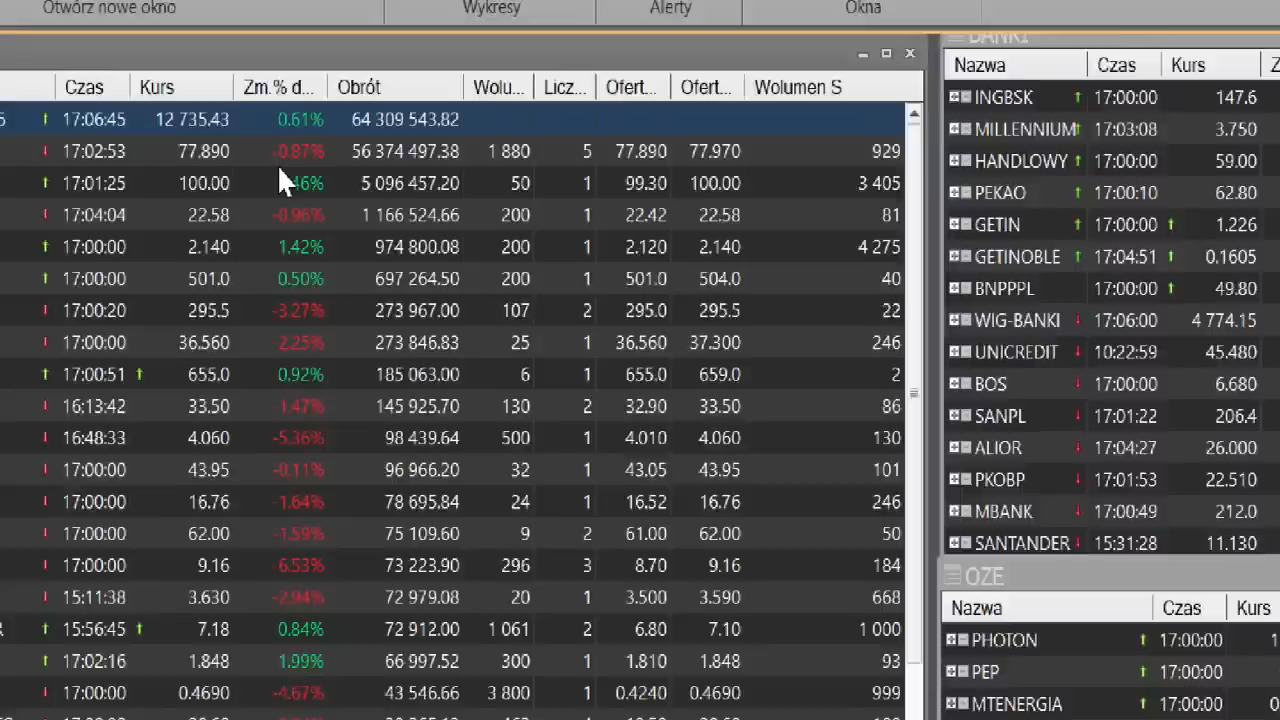 Otwórz nowe okno Wykresy Alerty Okna
Czas Kurs Zm.% d... Obrót Wolu... Licz... Ofert... Ofert... Wolumen S
5 17:06:45 12 735.43 0.61% 64 309 543.82
17:02:53 77.890 -0.87% 56 374 497.38 1 880 5 77.890 77.970 929
17:01:25 100.00 46% 5 096 457.20 50 1 99.30 100.00 3 405
17:04:04 22.58 -0.96% 1 166 524.66 200 1 22.42 22.58 81
17:00:00 2.140 1.42% 974 800.08 200 1 2.120 2.140 4 275
17:00:00 501.0 0.50% 697 264.50 200 1 501.0 504.0 40
17:00:20 295.5 -3.27% 273 967.00 107 2 295.0 295.5 22
17:00:00 36.560 -2.25% 273 846.83 25 1 36.560 37.300 246
17:00:51 655.0 0.92% 185 063.00 6 1 655.0 659.0 2
16:13:42 33.50 -1.47% 145 925.70 130 2 32.90 33.50 86
16:48:33 4.060 -5.36% 98 439.64 500 1 4.010 4.060 130
17:00:00 43.95 -0.11% 96 966.20 32 1 43.05 43.95 101
17:00:00 16.76 -1.64% 78 695.84 24 1 16.52 16.76 246
17:00:00 62.00 -1.59% 75 109.60 9 2 61.00 62.00 50
17:00:00 9.16 -6.53% 73 223.90 296 3 8.70 9.16 184
15:11:38 3.630 -2.94% 72 979.08 20 1 3.500 3.590 668
R 15:56:45 7.18 0.84% 72 912.00 1 061 2 6.80 7.10 1 000
17:02:16 1.848 1.99% 66 997.52 300 1 1.810 1.848 93
17:00:00 0.4690 -4.67% 43 546.66 3 800 1 0.4240 0.4690 999
BANKI
Nazwa Czas Kurs Z
INGBSK 17:00:00 147.6
MILLENNIUM 17:03:08 3.750
HANDLOWY 17:00:00 59.00
PEKAO 17:00:10 62.80
GETIN 17:00:00 1.226
GETINOBLE 17:04:51 0.1605
BNPPPL 17:00:00 49.80
WIG-BANKI 17:06:00 4 774.15
UNICREDIT 10:22:59 45.480
BOS 17:00:00 6.680
SANPL 17:01:22 206.4
ALIOR 17:04:27 26.000
PKOBP 17:01:53 22.510
MBANK 17:00:49 212.0
SANTANDER 15:31:28 11.130
OZE
Nazwa Czas Kurs
PHOTON 17:00:00 1
PEP 17:00:00
MTENERGIA 17:00:00 0